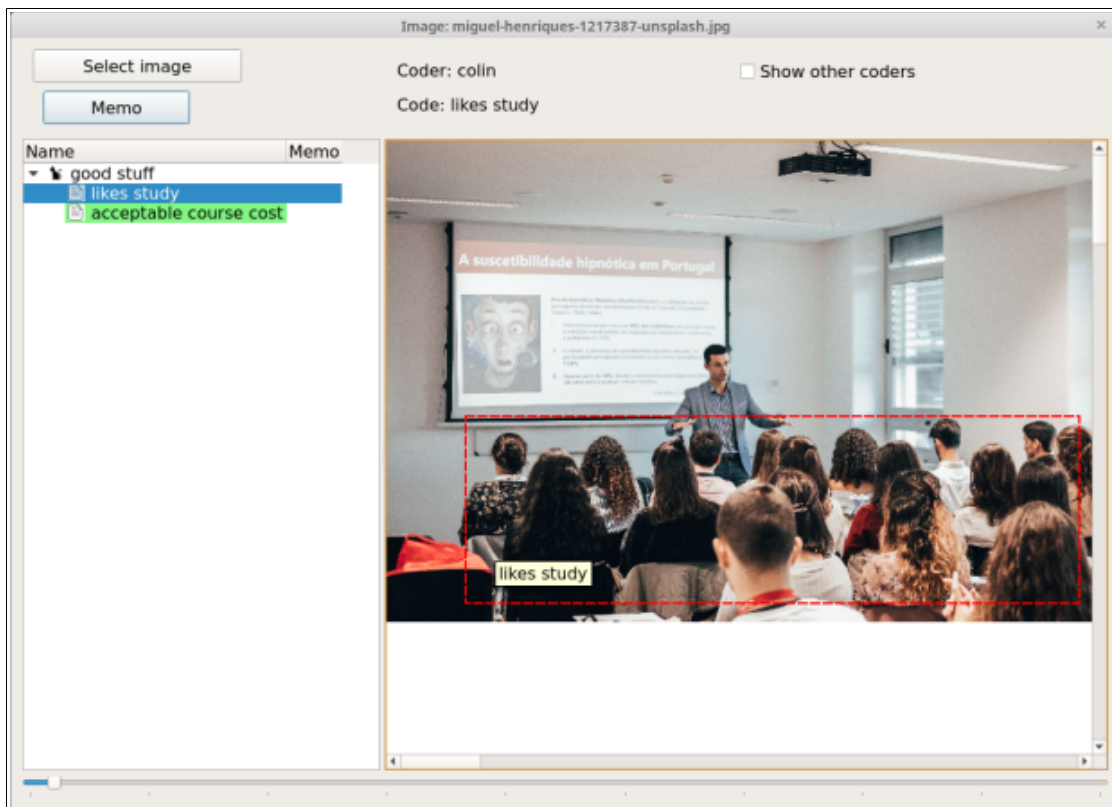 Image: miguel-henriques-1217387-unsplash.jpg
Select image
Memo
Coder: colin
Code: likes study
Show other coders
Name Memo
good stuff
likes study
acceptable course cost
A suscetibilidade hipnótica em Portugal
likes study